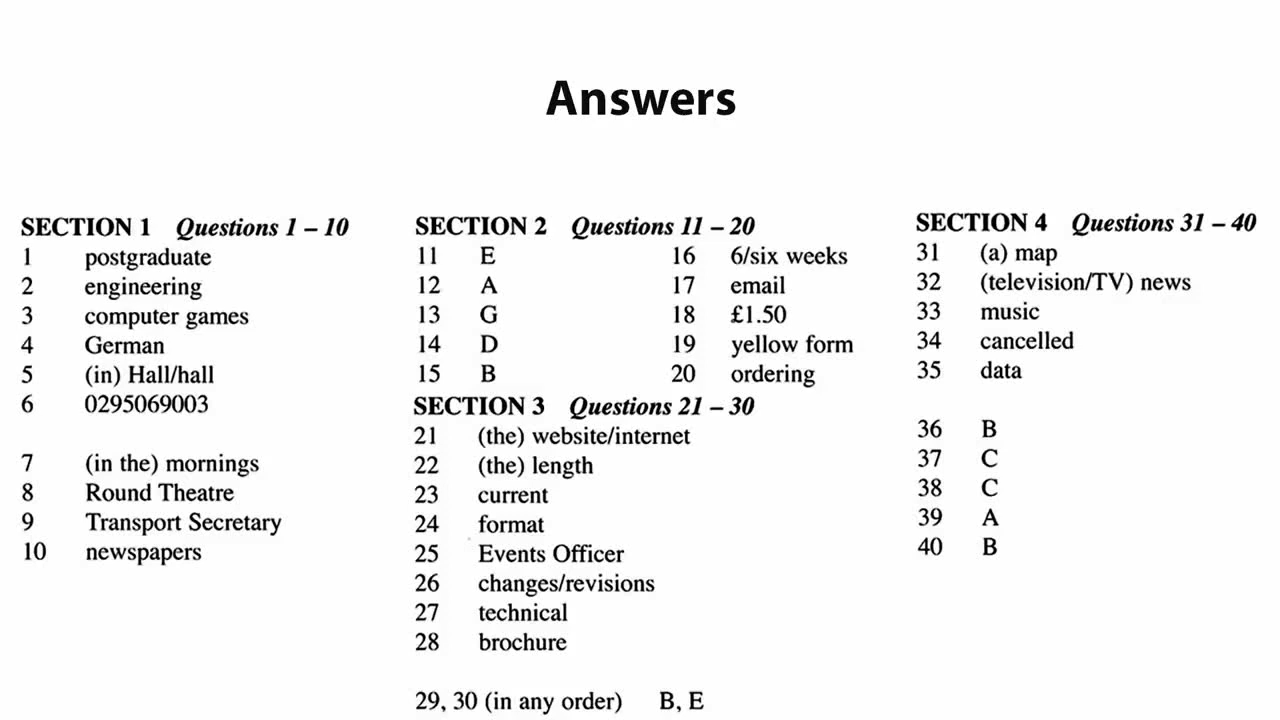 Answers
SECTION 1 Questions 1 – 10
1 postgraduate
2 engineering
3 computer games
4 German
5 (in) Hall/hall
6 0295069003
7 (in the) mornings
8 Round Theatre
9 Transport Secretary
10 newspapers
SECTION 2 Questions 11 – 20
11 E
12 A
13 G
14 D
15 B
16 6/six weeks
17 email
18 £1.50
19 yellow form
20 ordering
SECTION 3 Questions 21 – 30
21 (the) website/internet
22 (the) length
23 current
24 format
25 Events Officer
26 changes/revisions
27 technical
28 brochure
29, 30 (in any order) B, E
SECTION 4 Questions 31 – 40
31 (a) map
32 (television/TV) news
33 music
34 cancelled
35 data
36 B
37 C
38 C
39 A
40 B